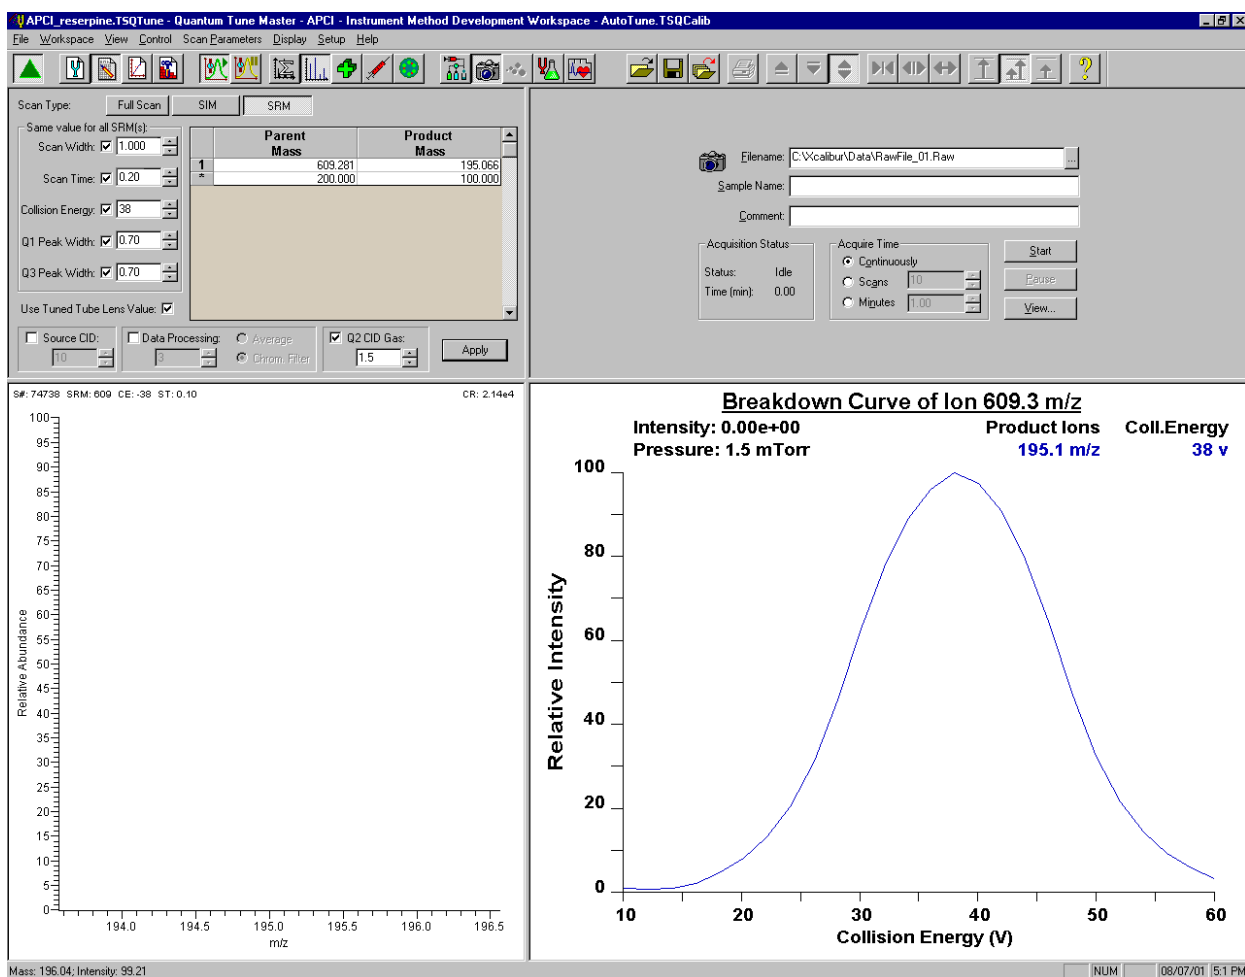 APCI_reserpine.TSQTune - Quantum Tune Master - APCI - Instrument Method Development Workspace - AutoTune.TSQCalib
File Workspace View Control Scan Parameters Display Setup Help
Scan Type: Full Scan SIM SRM
Same value for all SRM(s):
Scan Width: 1.000
Scan Time: 0.20
Collision Energy: 38
Q1 Peak Width: 0.70
Q3 Peak Width: 0.70
Use Tuned Tube Lens Value:
Parent Mass Product Mass
1 609.281 195.066
* 200.000 100.000
Source CID: 10
Data Processing: 3
Average
Chrom. Filter
Q2 CID Gas: 1.5
Apply
Filename: C:\Xcalibur\Data\RawFile_01.Raw ...
Sample Name:
Comment:
Acquisition Status
Status: Idle
Time (min): 0.00
Acquire Time
Continuously
Scans 10
Minutes 1.00
Start
Pause
View...
S#: 74738 SRM: 609 CE: -38 ST: 0.10 CR: 2.14e4
100
95
90
85
80
75
70
65
60
55
50
45
40
35
30
25
20
15
10
5
0
Relative Abundance
194.0 194.5 195.0 195.5 196.0 196.5
m/z
Breakdown Curve of Ion 609.3 m/z
Intensity: 0.00e+00 Product Ions Coll.Energy
Pressure: 1.5 mTorr 195.1 m/z 38 v
100
80
60
40
20
0
Relative Intensity
10 20 30 40 50 60
Collision Energy (V)
Mass: 196.04; Intensity: 99.21
NUM 08/07/01 5:1 PM